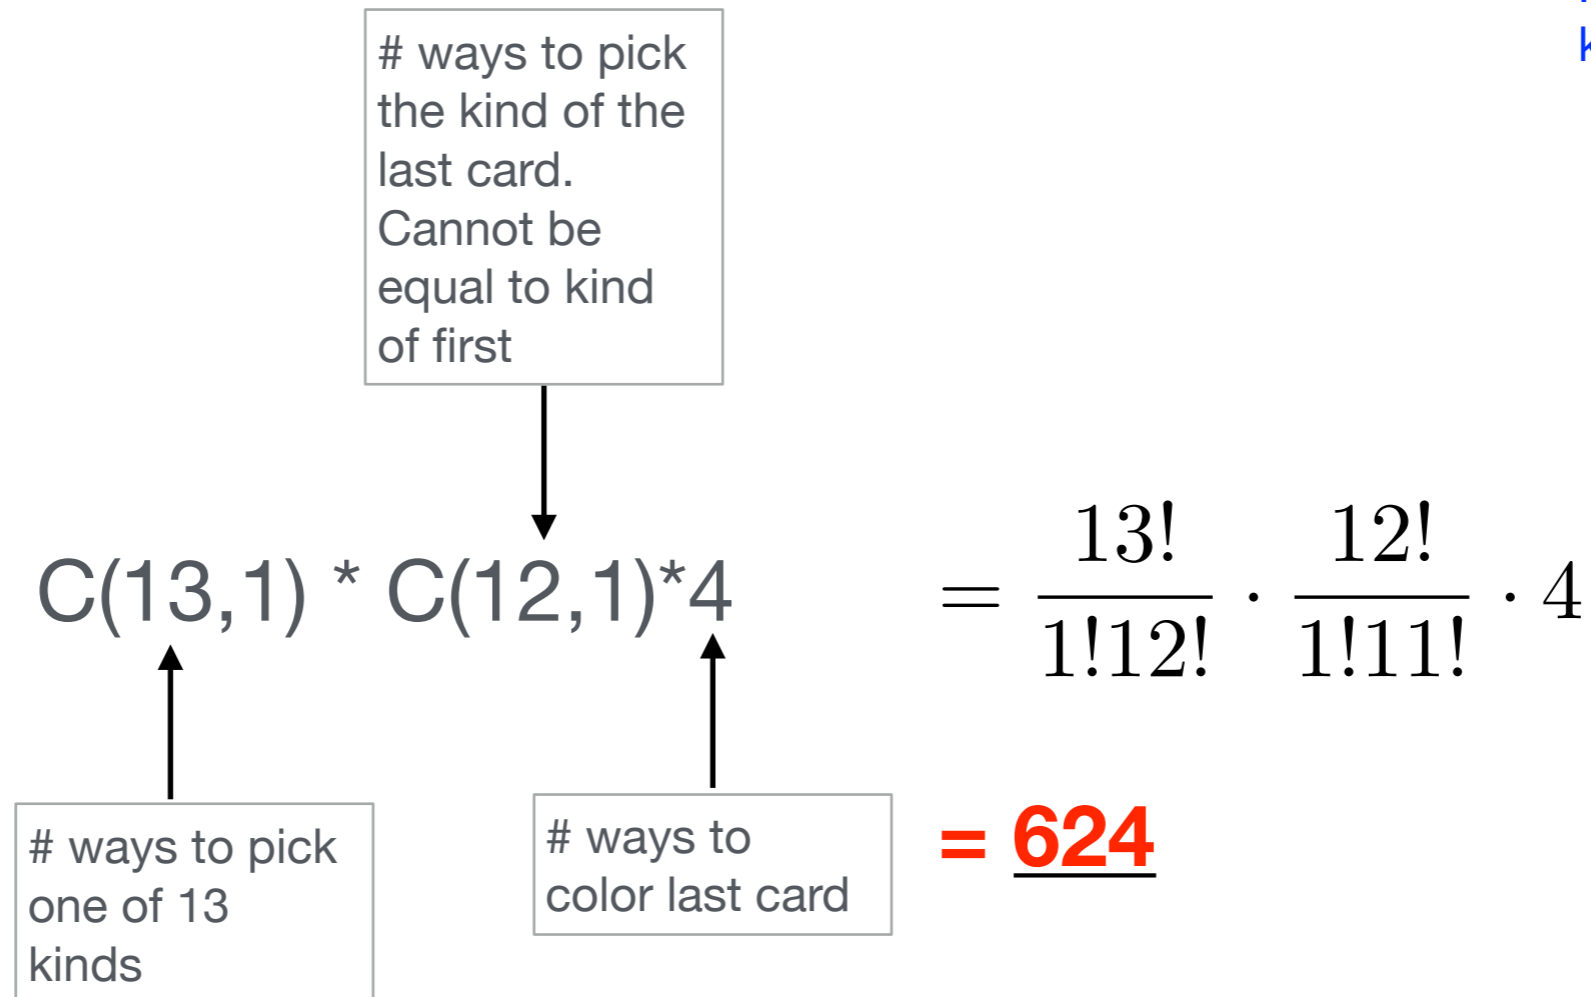 k
# ways to pick
the kind of the
last card.
Cannot be
equal to kind
of first
C(13,1) * C(12,1)*4
= 13!/1!12! · 12!/1!11! · 4
# ways to pick
one of 13
kinds
# ways to
color last card
= 624